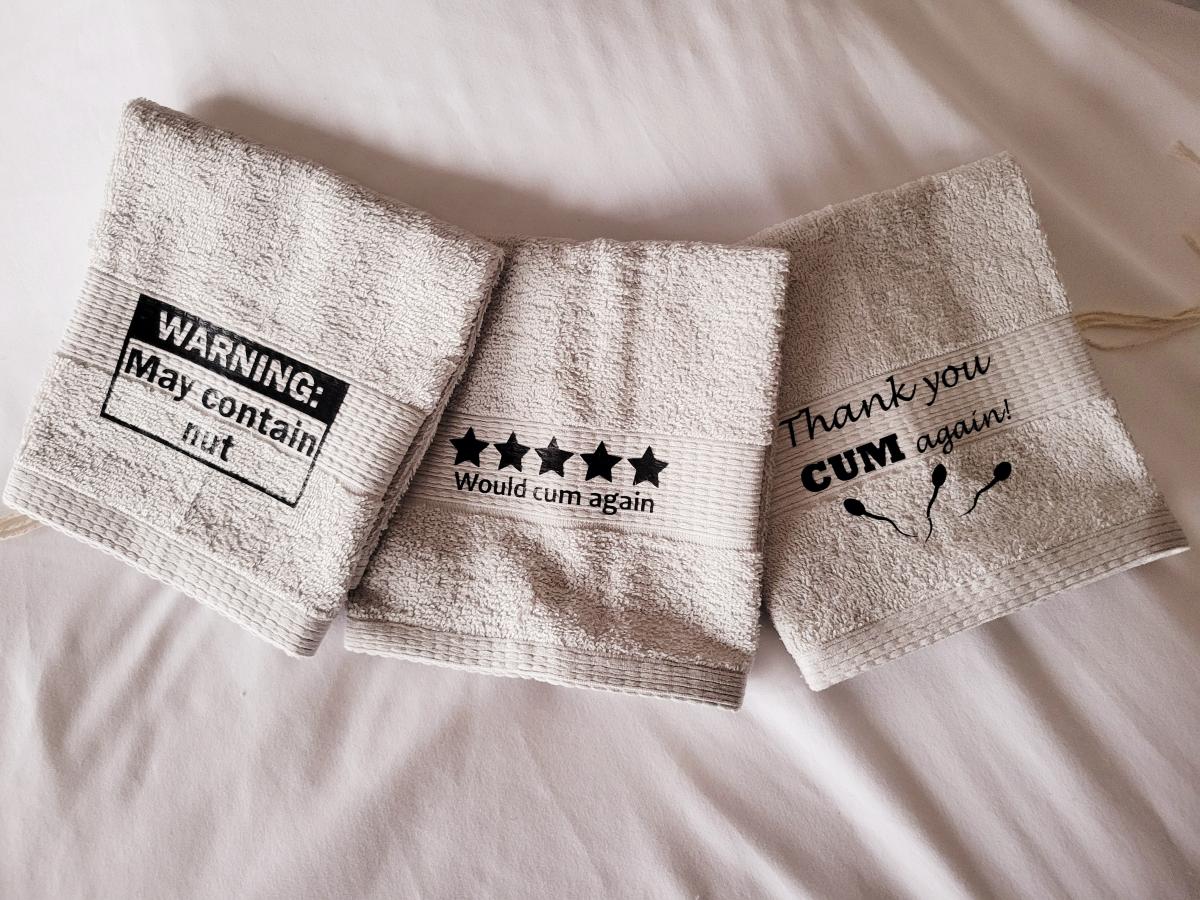 WARNING:
May contain
nut
★★★★★
Would cum again
Thank you
CUM again!